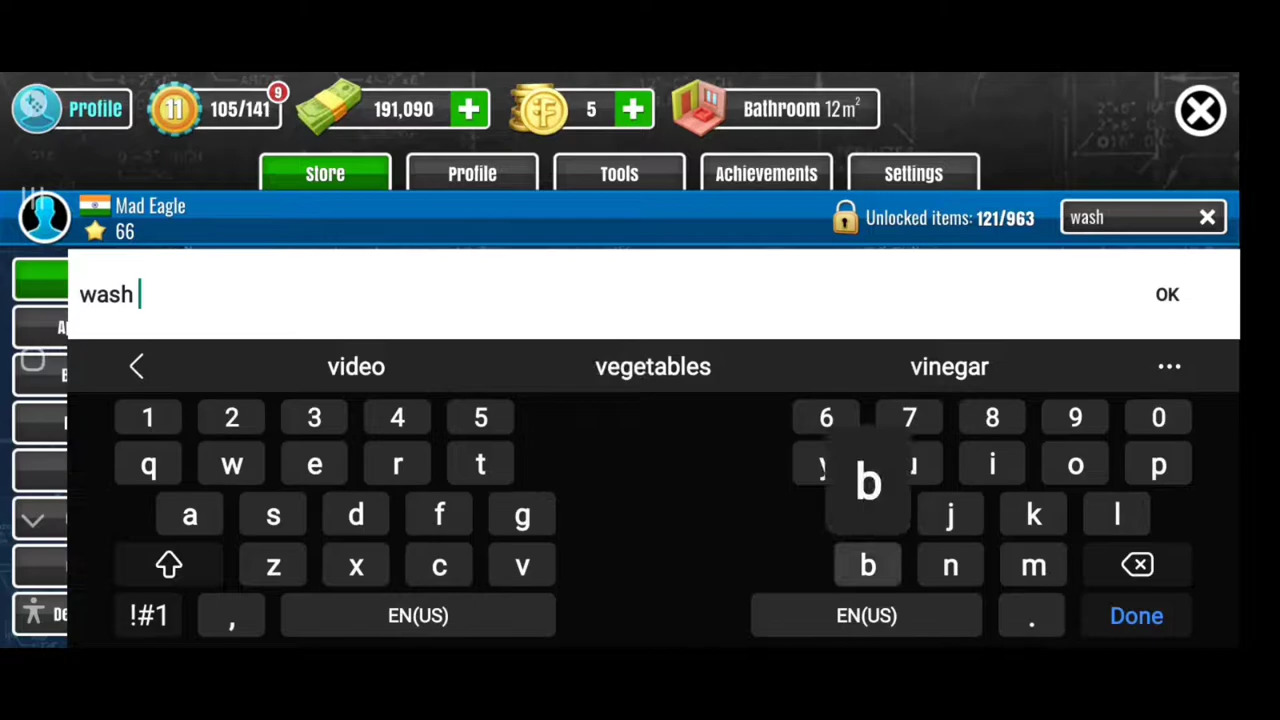 Profile
11
105/141
9
191,090
5
Bathroom 12m²
Store
Profile
Tools
Achievements
Settings
Mad Eagle
66
Unlocked items: 121/963
wash
wash
OK
video
vegetables
vinegar
1 2 3 4 5 6 7 8 9 0
q w e r t y u i o p
b
a s d f g j k l
z x c v b n m
!#1 , EN(US) EN(US) . Done
De